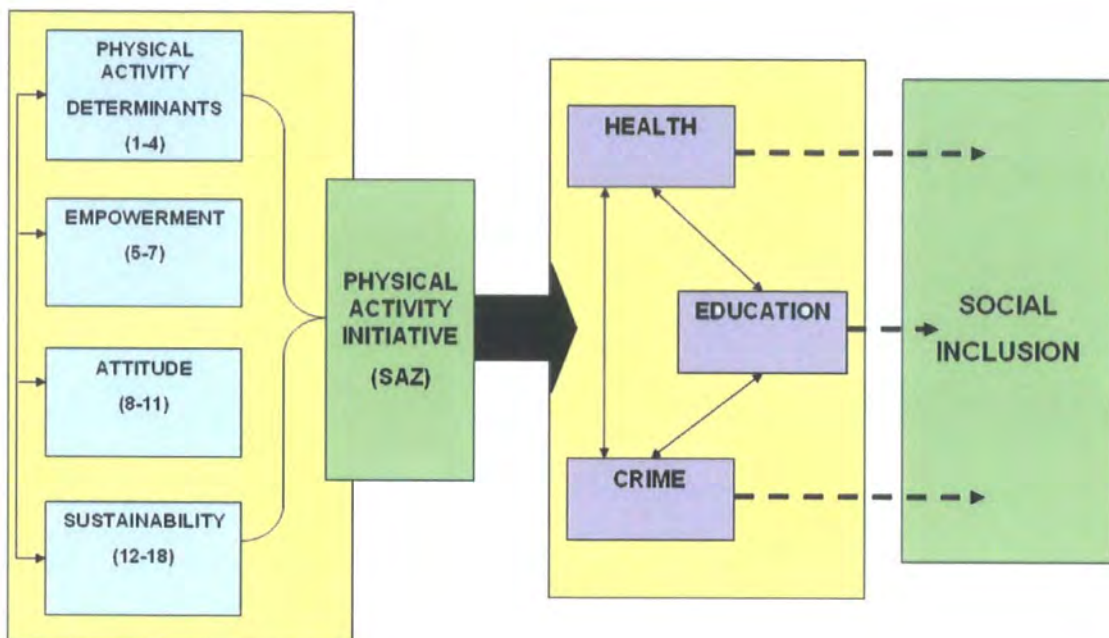 PHYSICAL
ACTIVITY
DETERMINANTS
(1-4)
EMPOWERMENT
(5-7)
ATTITUDE
(8-11)
SUSTAINABILITY
(12-18)
PHYSICAL
ACTIVITY
INITIATIVE
(SAZ)
HEALTH
EDUCATION
CRIME
SOCIAL
INCLUSION